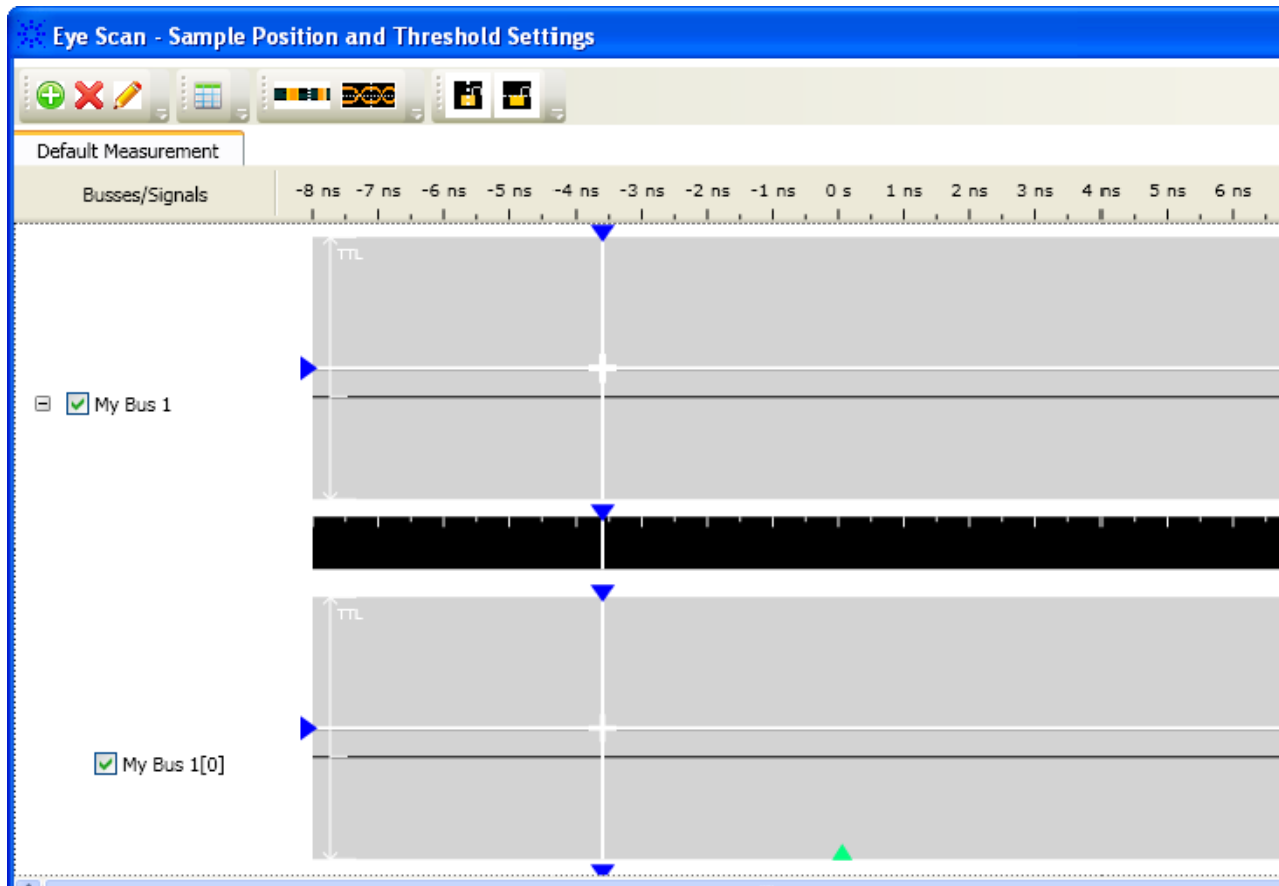 Eye Scan - Sample Position and Threshold Settings
Default Measurement
Busses/Signals -8 ns -7 ns -6 ns -5 ns -4 ns -3 ns -2 ns -1 ns 0 s 1 ns 2 ns 3 ns 4 ns 5 ns 6 ns
TTL
My Bus 1
TTL
My Bus 1[0]